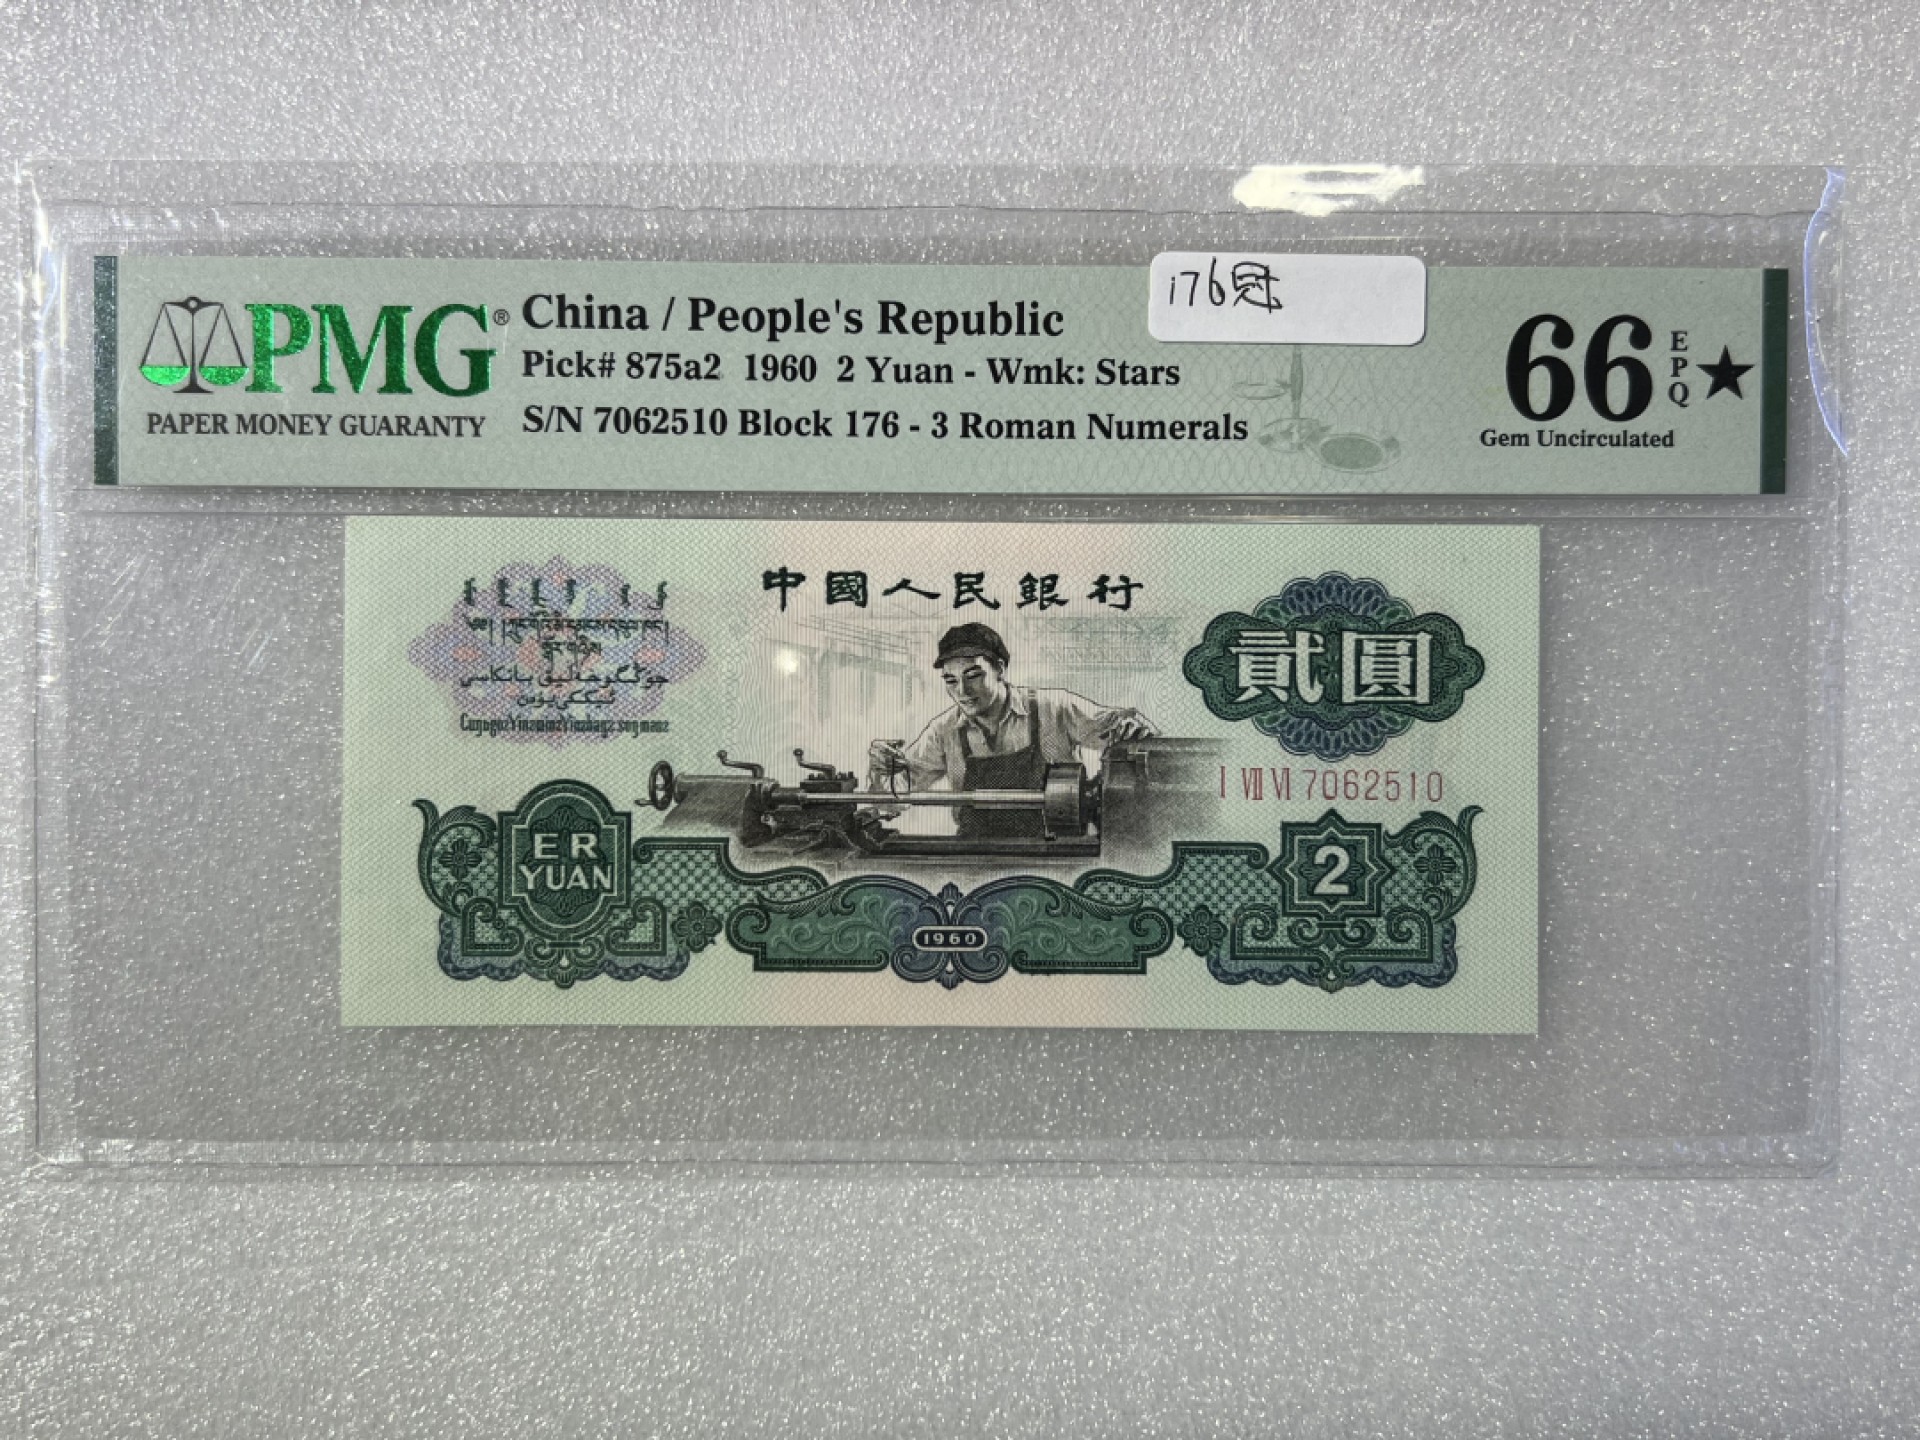 176冠
PMG®
PAPER MONEY GUARANTY
China / People's Republic
Pick# 875a2 1960 2 Yuan - Wmk: Stars
S/N 7062510 Block 176 - 3 Roman Numerals
66 EPQ ★
Gem Uncirculated
中國人民銀行
貳圓
Ⅰ Ⅶ Ⅵ 7062510
ER
YUAN
2
1960